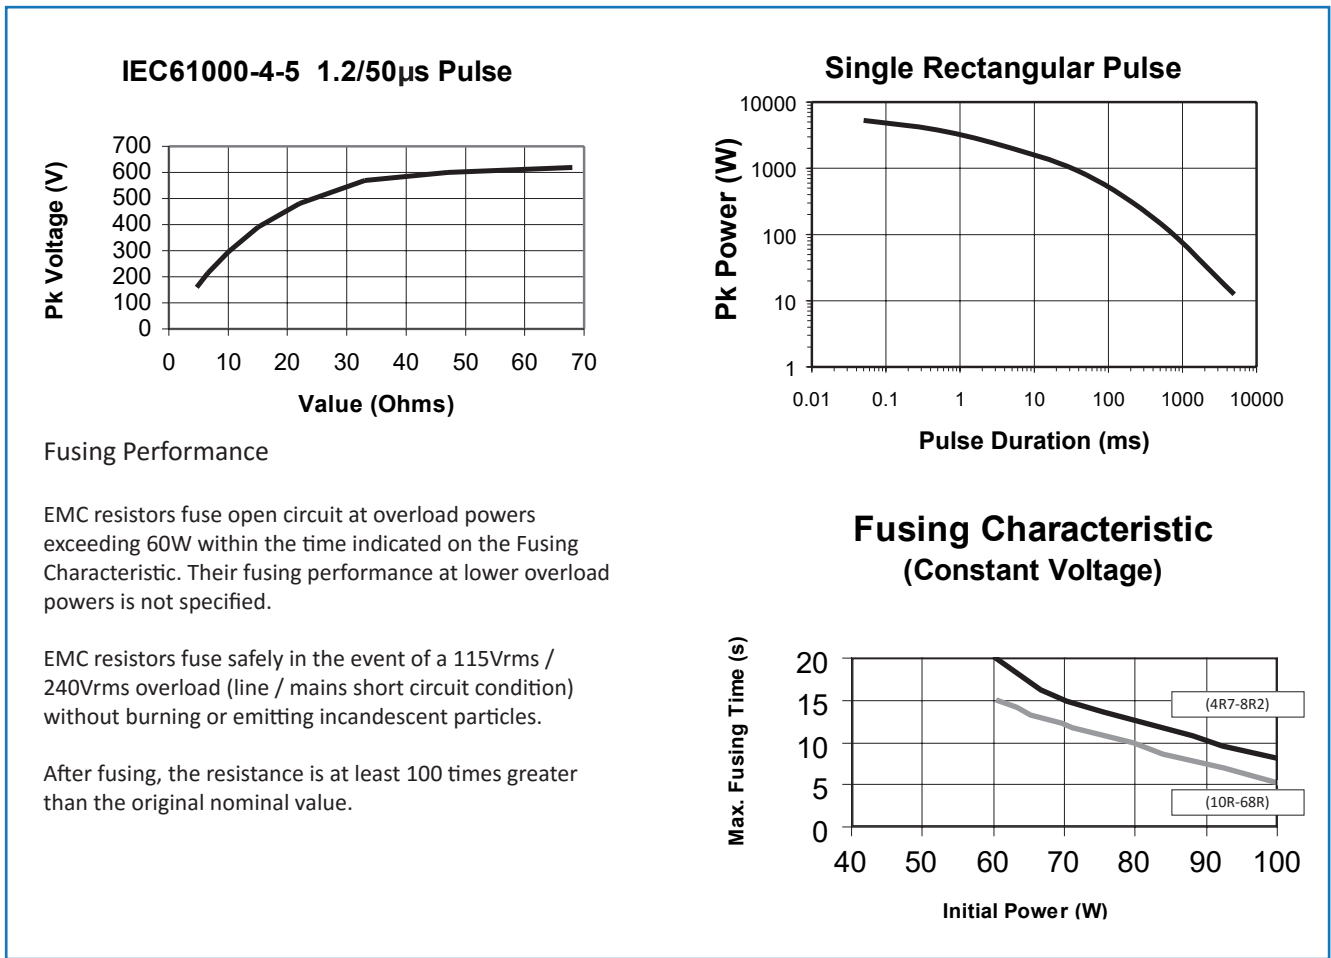 IEC61000-4-5 1.2/50µs Pulse
Pk Voltage (V)
700
600
500
400
300
200
100
0
0 10 20 30 40 50 60 70
Value (Ohms)
Single Rectangular Pulse
Pk Power (W)
10000
1000
100
10
1
0.01 0.1 1 10 100 1000 10000
Pulse Duration (ms)
Fusing Performance
EMC resistors fuse open circuit at overload powers
exceeding 60W within the time indicated on the Fusing
Characteristic. Their fusing performance at lower overload
powers is not specified.
EMC resistors fuse safely in the event of a 115Vrms /
240Vrms overload (line / mains short circuit condition)
without burning or emitting incandescent particles.
After fusing, the resistance is at least 100 times greater
than the original nominal value.
Fusing Characteristic
(Constant Voltage)
Max. Fusing Time (s)
20
15
10
5
0
(4R7-8R2)
(10R-68R)
40 50 60 70 80 90 100
Initial Power (W)